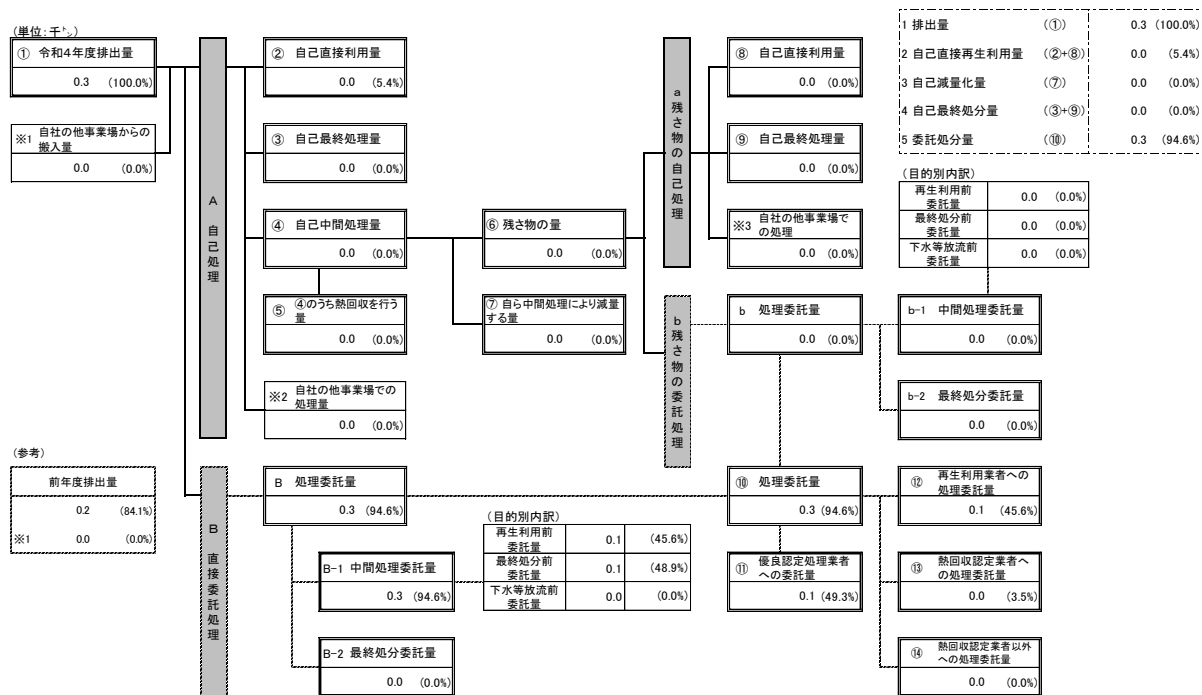 (単位:千㌧)
① 令和4年度排出量
0.3 (100.0%)
※1 自社の他事業場からの
搬入量
0.0 (0.0%)
A 自己処理
② 自己直接利用量
0.0 (5.4%)
③ 自己最終処理量
0.0 (0.0%)
④ 自己中間処理量
0.0 (0.0%)
⑤ ④のうち熱回収を行う
量
0.0 (0.0%)
※2 自社の他事業場での
処理量
0.0 (0.0%)
⑥ 残さ物の量
0.0 (0.0%)
⑦ 自ら中間処理により減量
する量
0.0 (0.0%)
a 残さ物の自己処理
⑧ 自己直接利用量
0.0 (0.0%)
⑨ 自己最終処理量
0.0 (0.0%)
※3 自社の他事業場で
の処理
0.0 (0.0%)
b 残さ物の委託処理
b 処理委託量
0.0 (0.0%)
1 排出量 (①) 0.3 (100.0%)
2 自己直接再生利用量 (②+⑧) 0.0 (5.4%)
3 自己減量化量 (⑦) 0.0 (0.0%)
4 自己最終処分量 (③+⑨) 0.0 (0.0%)
5 委託処分量 (⑩) 0.3 (94.6%)
(目的別内訳)
再生利用前
委託量 0.0 (0.0%)
最終処分前
委託量 0.0 (0.0%)
下水等放流前
委託量 0.0 (0.0%)
b-1 中間処理委託量
0.0 (0.0%)
b-2 最終処分委託量
0.0 (0.0%)
(参考)
前年度排出量
0.2 (84.1%)
※1 0.0 (0.0%)
B 直接委託処理
B 処理委託量
0.3 (94.6%)
B-1 中間処理委託量
0.3 (94.6%)
B-2 最終処分委託量
0.0 (0.0%)
(目的別内訳)
再生利用前
委託量 0.1 (45.6%)
最終処分前
委託量 0.1 (48.9%)
下水等放流前
委託量 0.0 (0.0%)
⑩ 処理委託量
0.3 (94.6%)
⑪ 優良認定処理業者
への委託量
0.1 (49.3%)
⑫ 再生利用業者への
処理委託量
0.1 (45.6%)
⑬ 熱回収認定業者へ
の処理委託量
0.0 (3.5%)
⑭ 熱回収認定業者以外
への処理委託量
0.0 (0.0%)